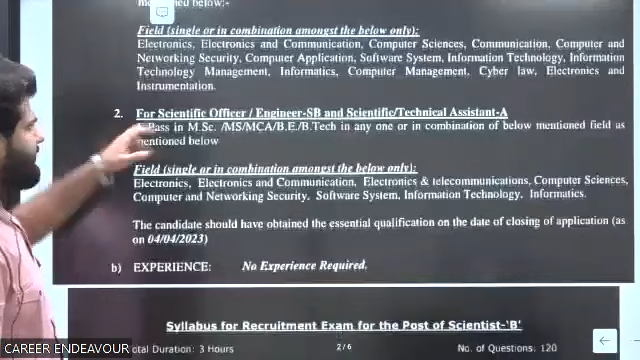 below:-
Field (single or in combination amongst the below only):
Electronics, Electronics and Communication, Computer Sciences, Communication, Computer and
Networking Security, Computer Application, Software System, Information Technology, Information
Technology Management, Informatics, Computer Management, Cyber law, Electronics and
Instrumentation.
2. For Scientific Officer / Engineer-SB and Scientific/Technical Assistant-A
Pass in M.Sc. /MS/MCA/B.E/B.Tech in any one or in combination of below mentioned field as
mentioned below
Field (single or in combination amongst the below only):
Electronics, Electronics and Communication, Electronics & telecommunications, Computer Sciences,
Computer and Networking Security, Software System, Information Technology, Informatics.
The candidate should have obtained the essential qualification on the date of closing of application (as
on 04/04/2023)
b) EXPERIENCE: No Experience Required.
Syllabus for Recruitment Exam for the Post of Scientist-'B'
CAREER ENDEAVOUR
Duration: 3 Hours 2/6 No. of Questions: 120